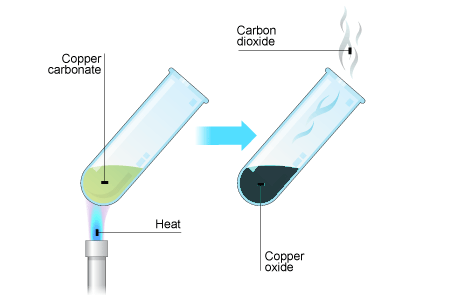 Copper
carbonate
Heat
Carbon
dioxide
Copper
oxide